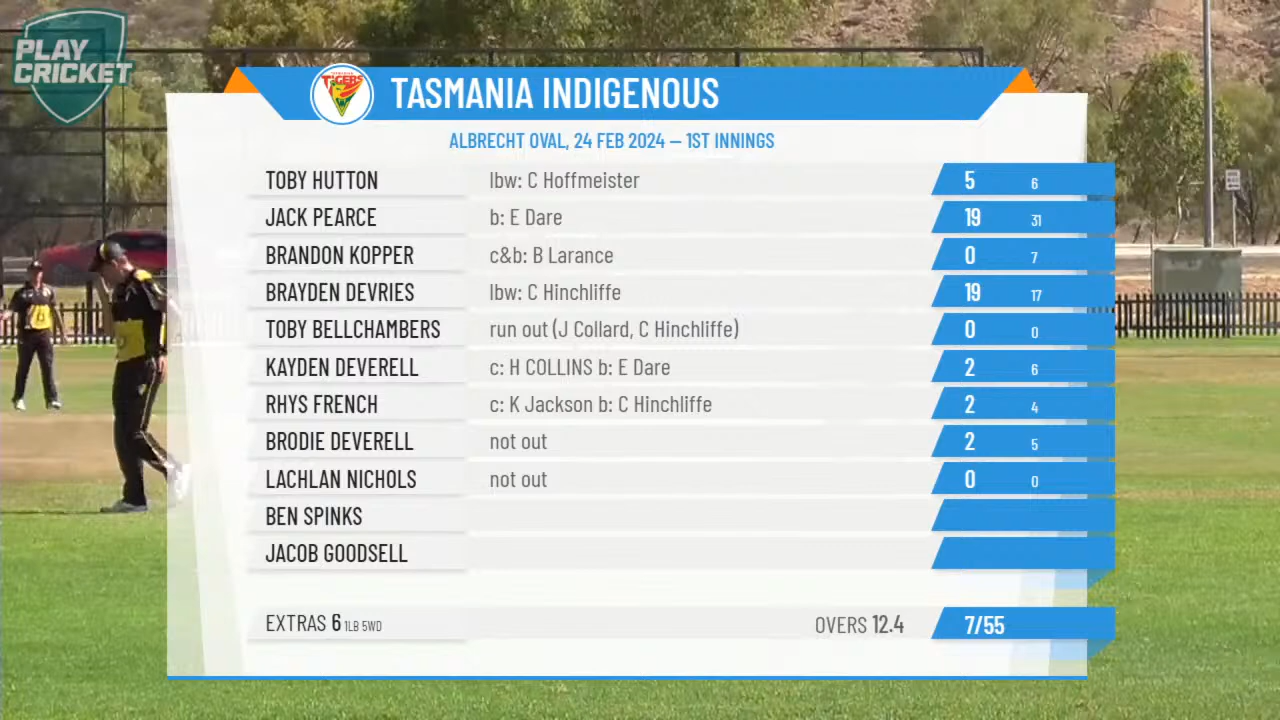 PLAY
CRICKET
TIGERS
TASMANIA INDIGENOUS
ALBRECHT OVAL, 24 FEB 2024 – 1ST INNINGS
TOBY HUTTON lbw: C Hoffmeister 5 6
JACK PEARCE b: E Dare 19 31
BRANDON KOPPER c&b: B Larance 0 7
BRAYDEN DEVRIES lbw: C Hinchliffe 19 17
TOBY BELLCHAMBERS run out (J Collard, C Hinchliffe) 0 0
KAYDEN DEVERELL c: H COLLINS b: E Dare 2 6
RHYS FRENCH c: K Jackson b: C Hinchliffe 2 4
BRODIE DEVERELL not out 2 5
LACHLAN NICHOLS not out 0 0
BEN SPINKS
JACOB GOODSELL
EXTRAS 6 1LB 5WD OVERS 12.4 7/55